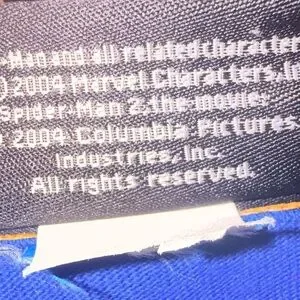 -Man and all related character
) 2004 Marvel Characters, I
Spider-Man 2 the movie:
2004 Columbia Pictures
Industries, Inc.
All rights reserved.